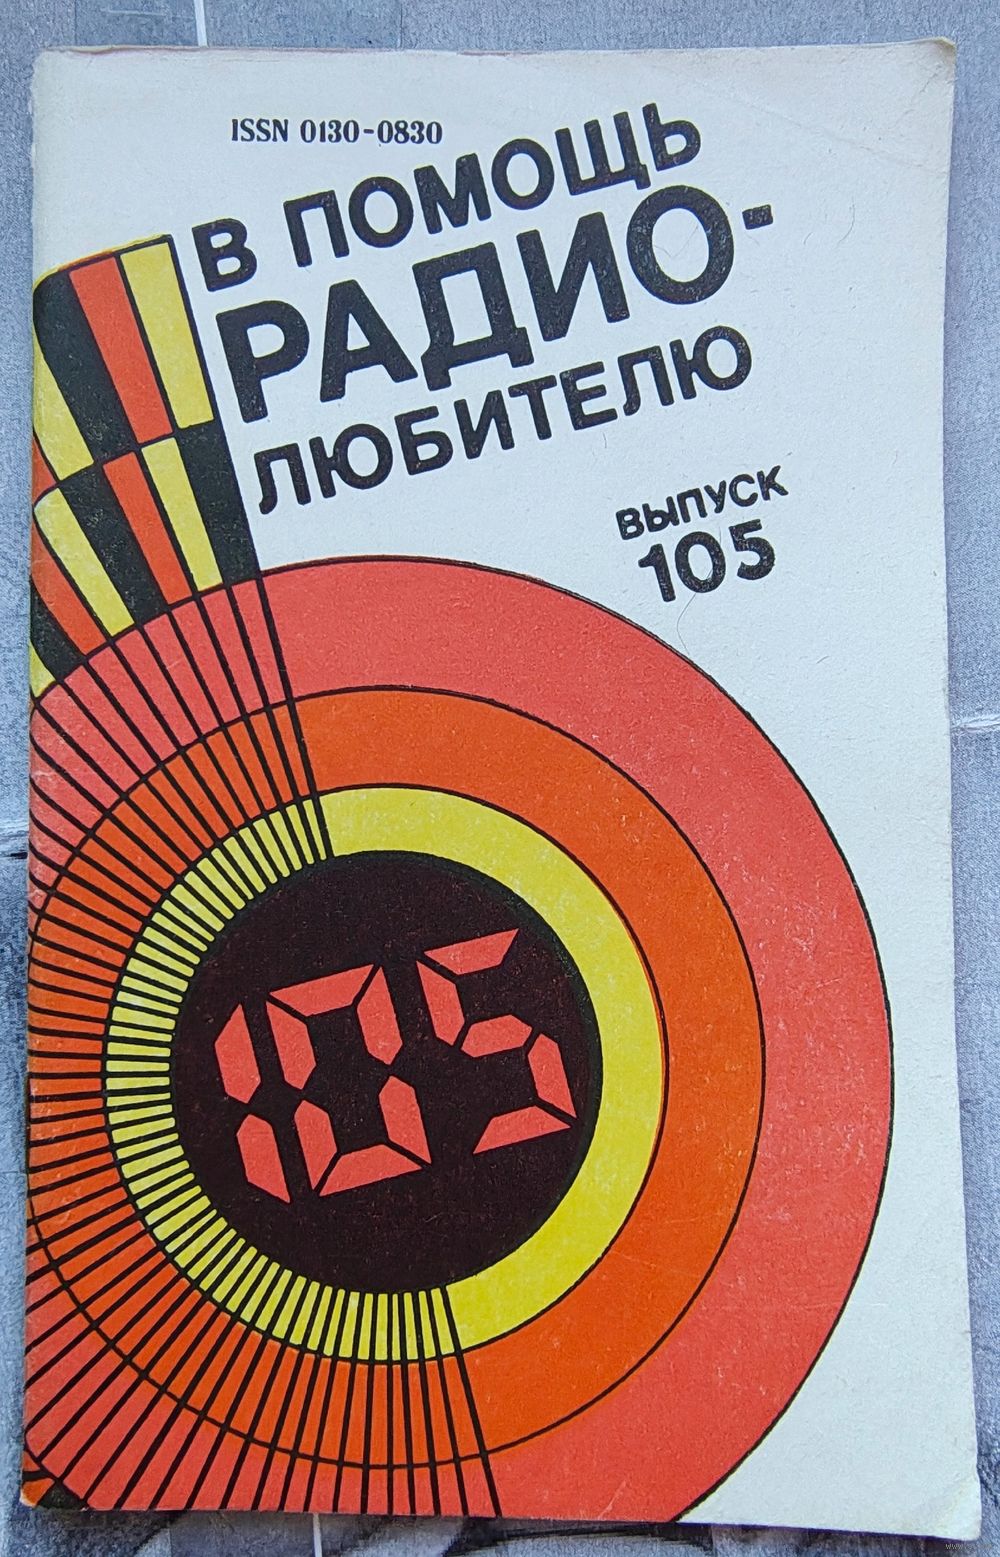 ISSN 0130-0830
В ПОМОЩЬ
РАДИО-
ЛЮБИТЕЛЮ
ВЫПУСК
105
105